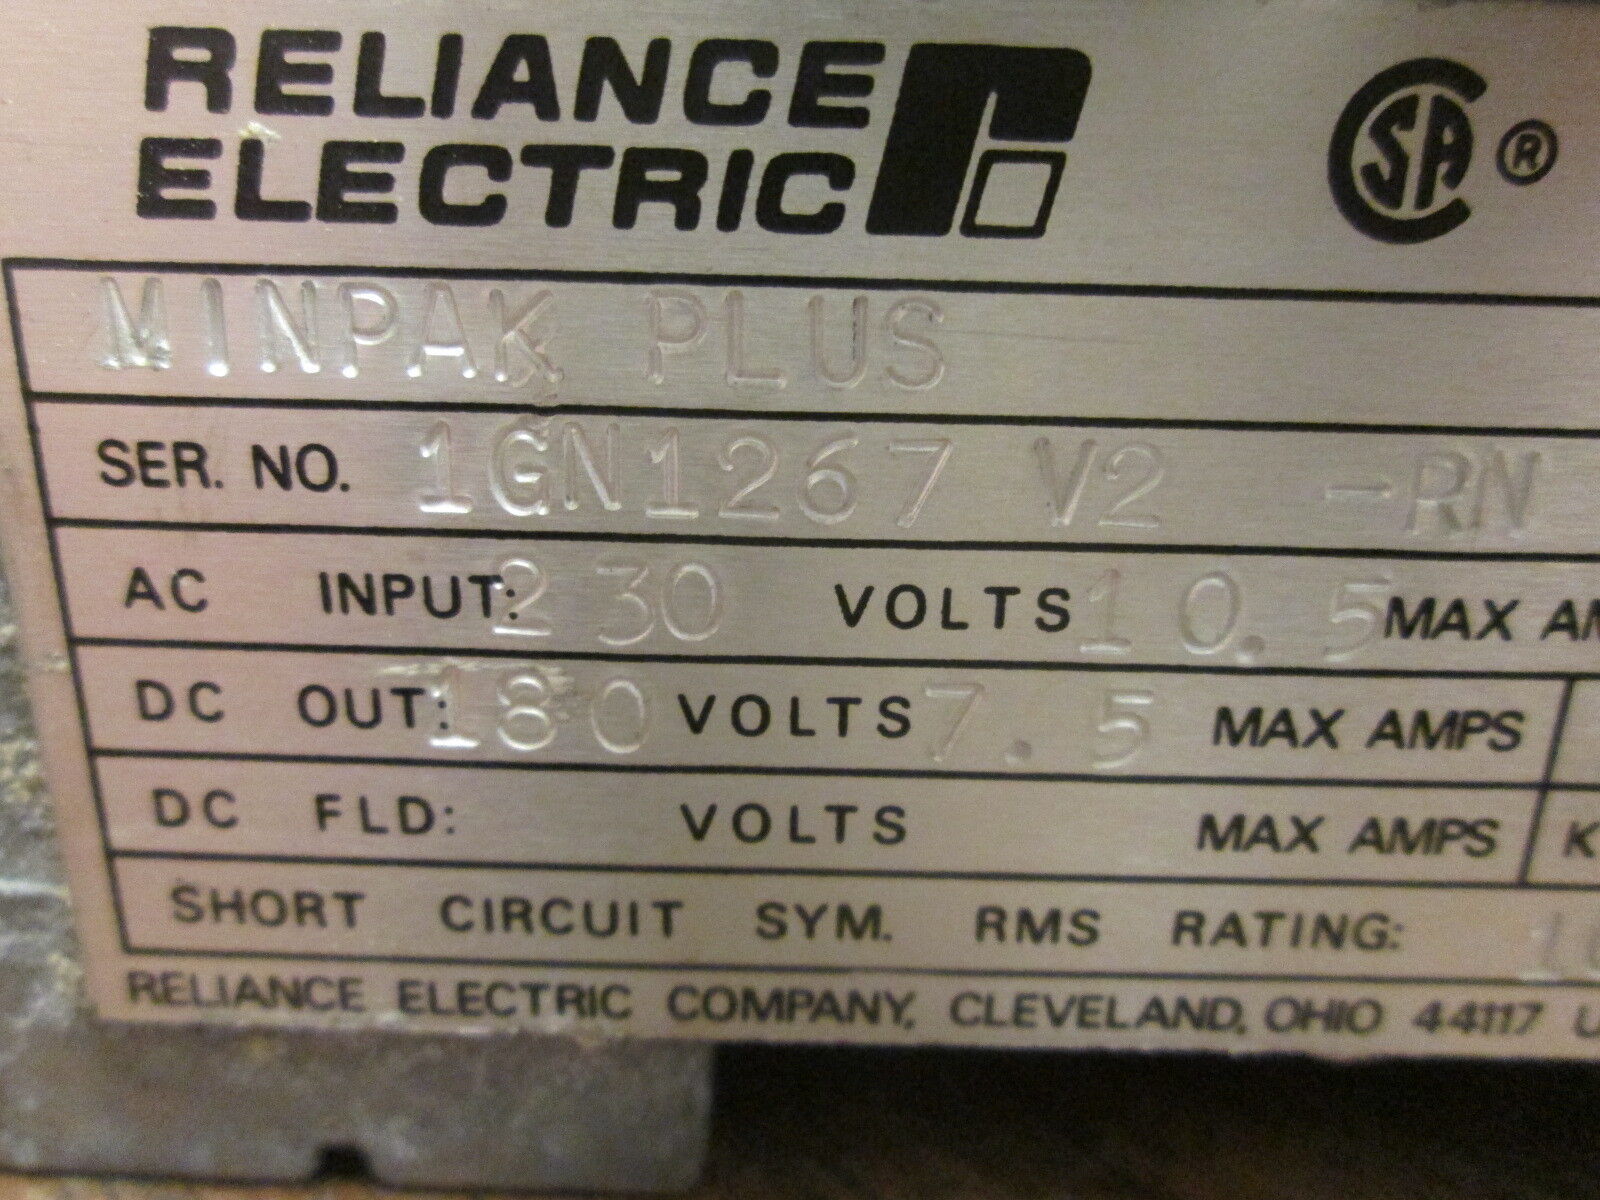 RELIANCE
ELECTRIC
CSA ®
MINPAK PLUS
SER. NO. 1GN1267 V2 -RN
AC INPUT: 230 VOLTS 10.5 MAX
DC OUT: 180 VOLTS 7.5 MAX AMPS
DC FLD: VOLTS MAX AMPS K
SHORT CIRCUIT SYM. RMS RATING:
RELIANCE ELECTRIC COMPANY, CLEVELAND, OHIO 44117